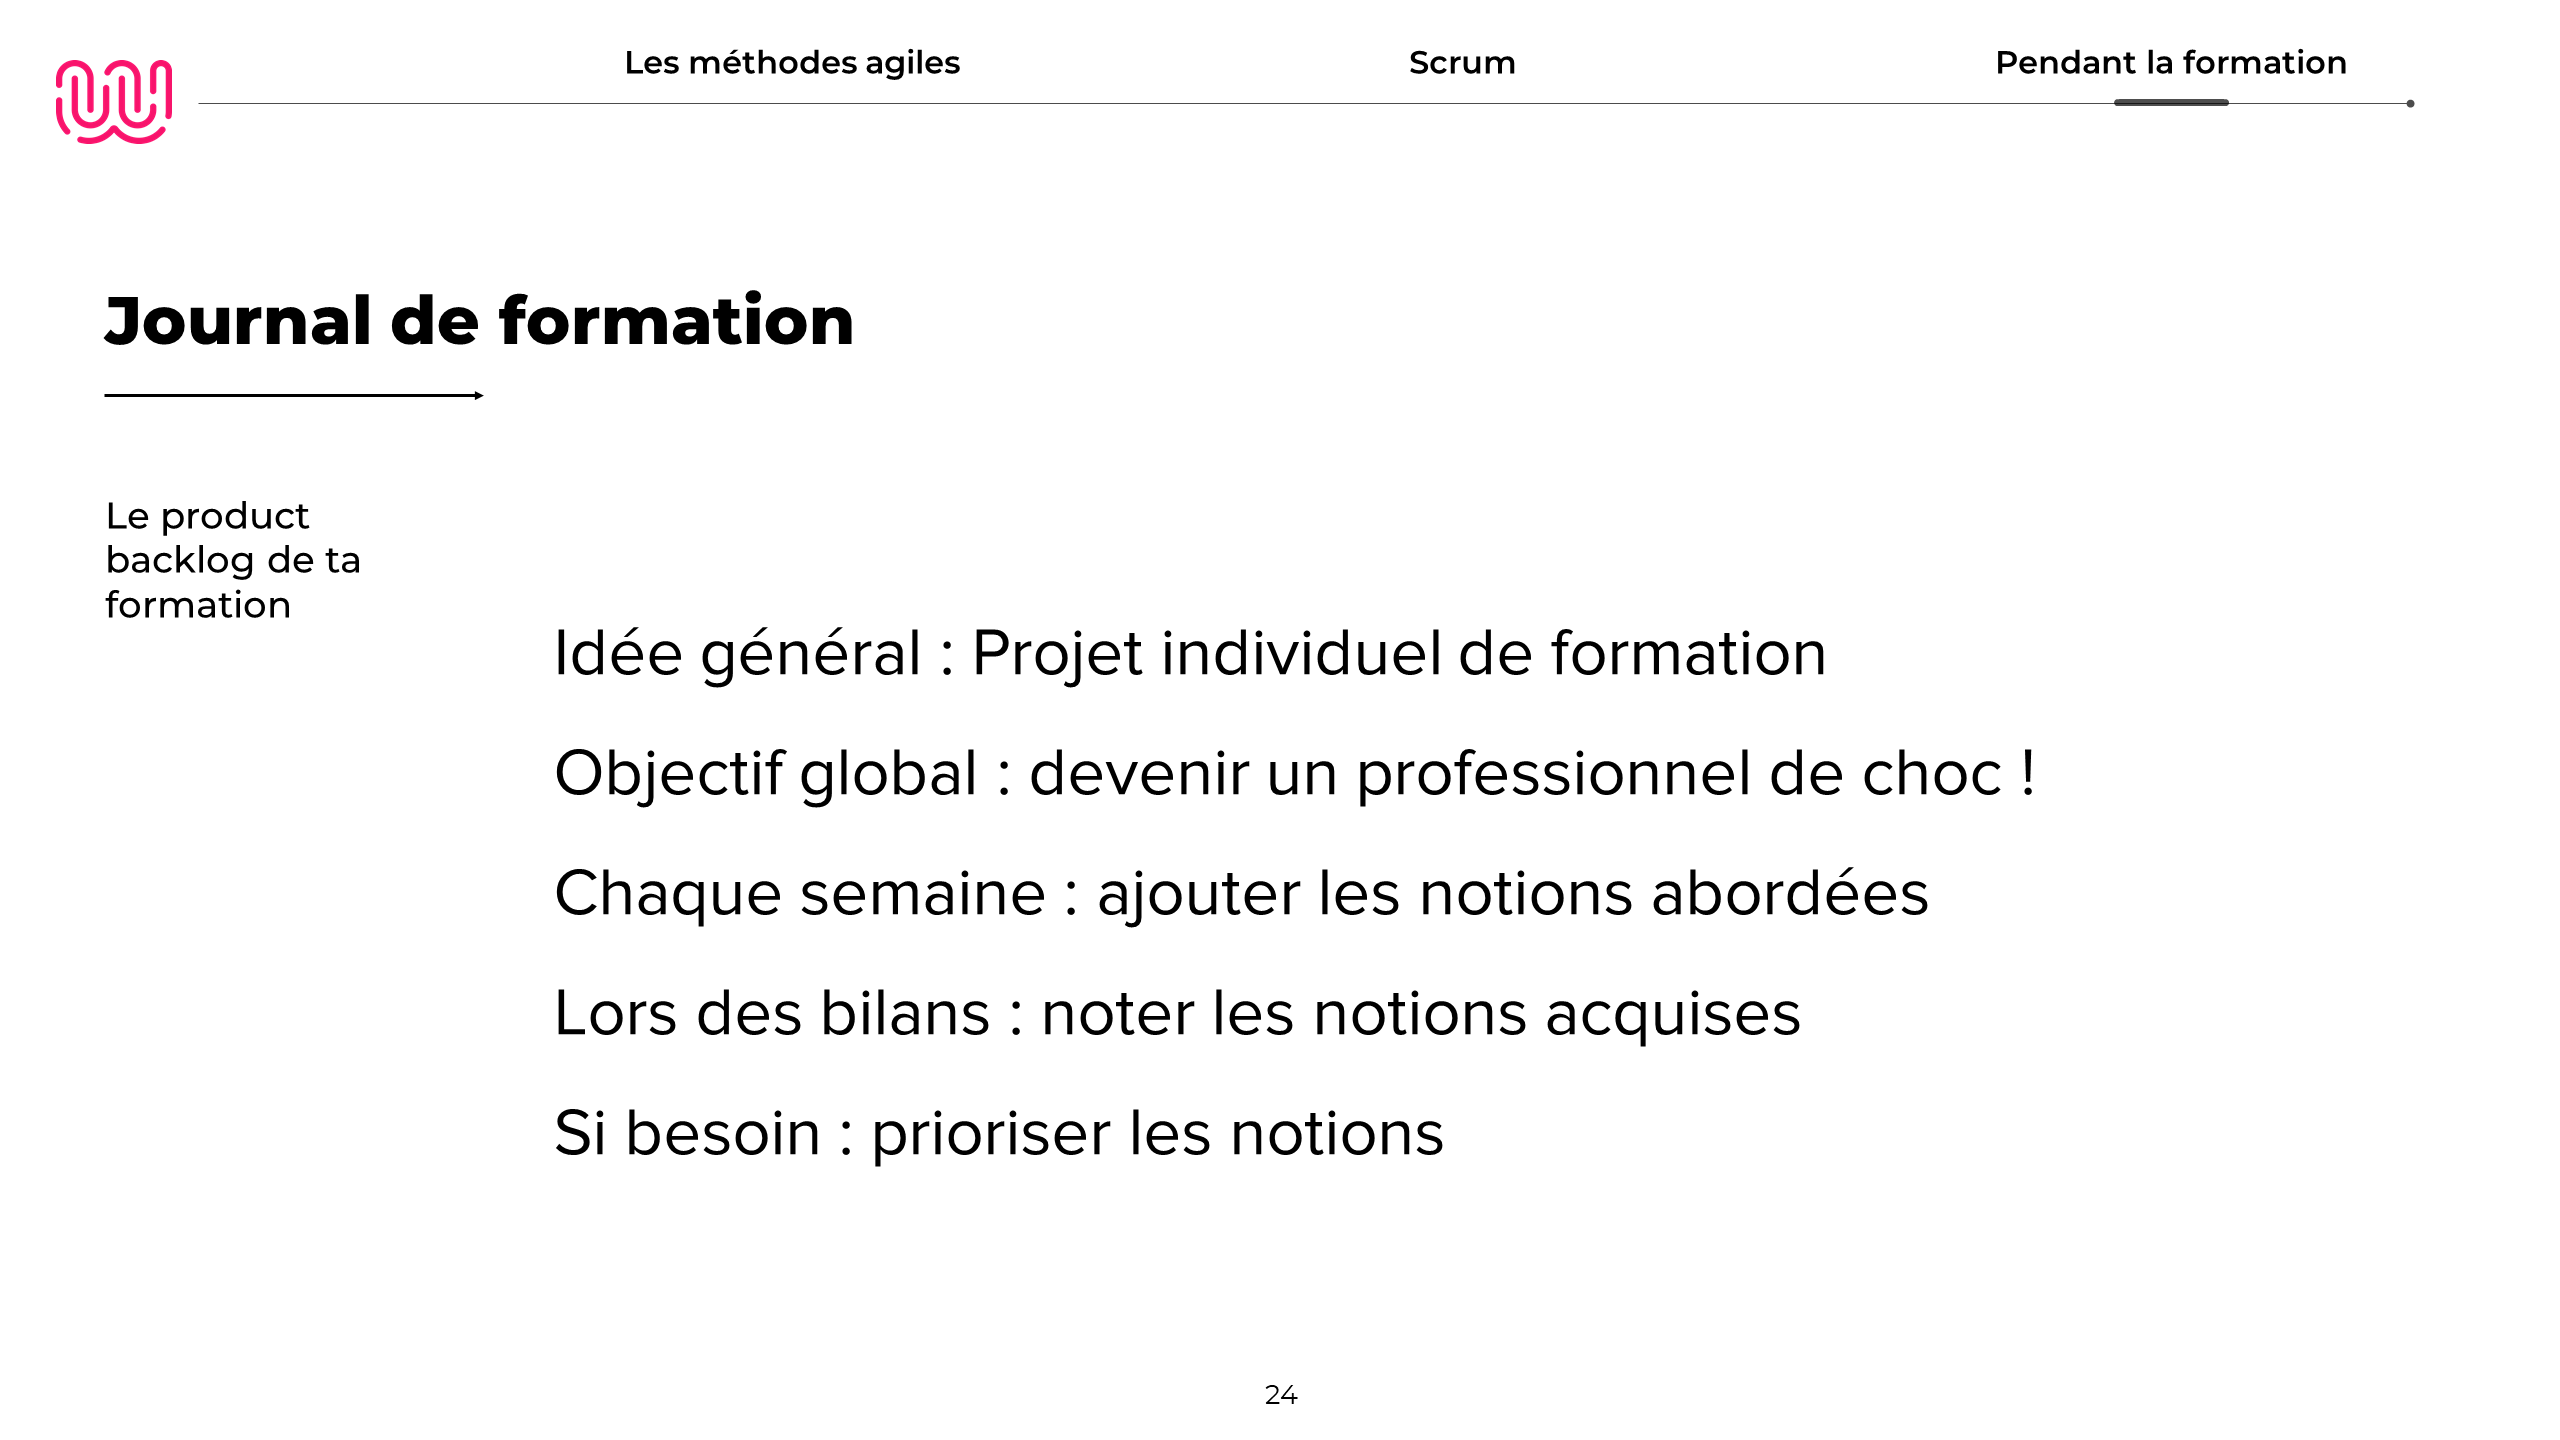 Les méthodes agiles
Scrum
Pendant la formation
Journal de formation
Le product
backlog de ta
formation
Idée général : Projet individuel de formation
Objectif global : devenir un professionnel de choc !
Chaque semaine : ajouter les notions abordées
Lors des bilans : noter les notions acquises
Si besoin : prioriser les notions
24